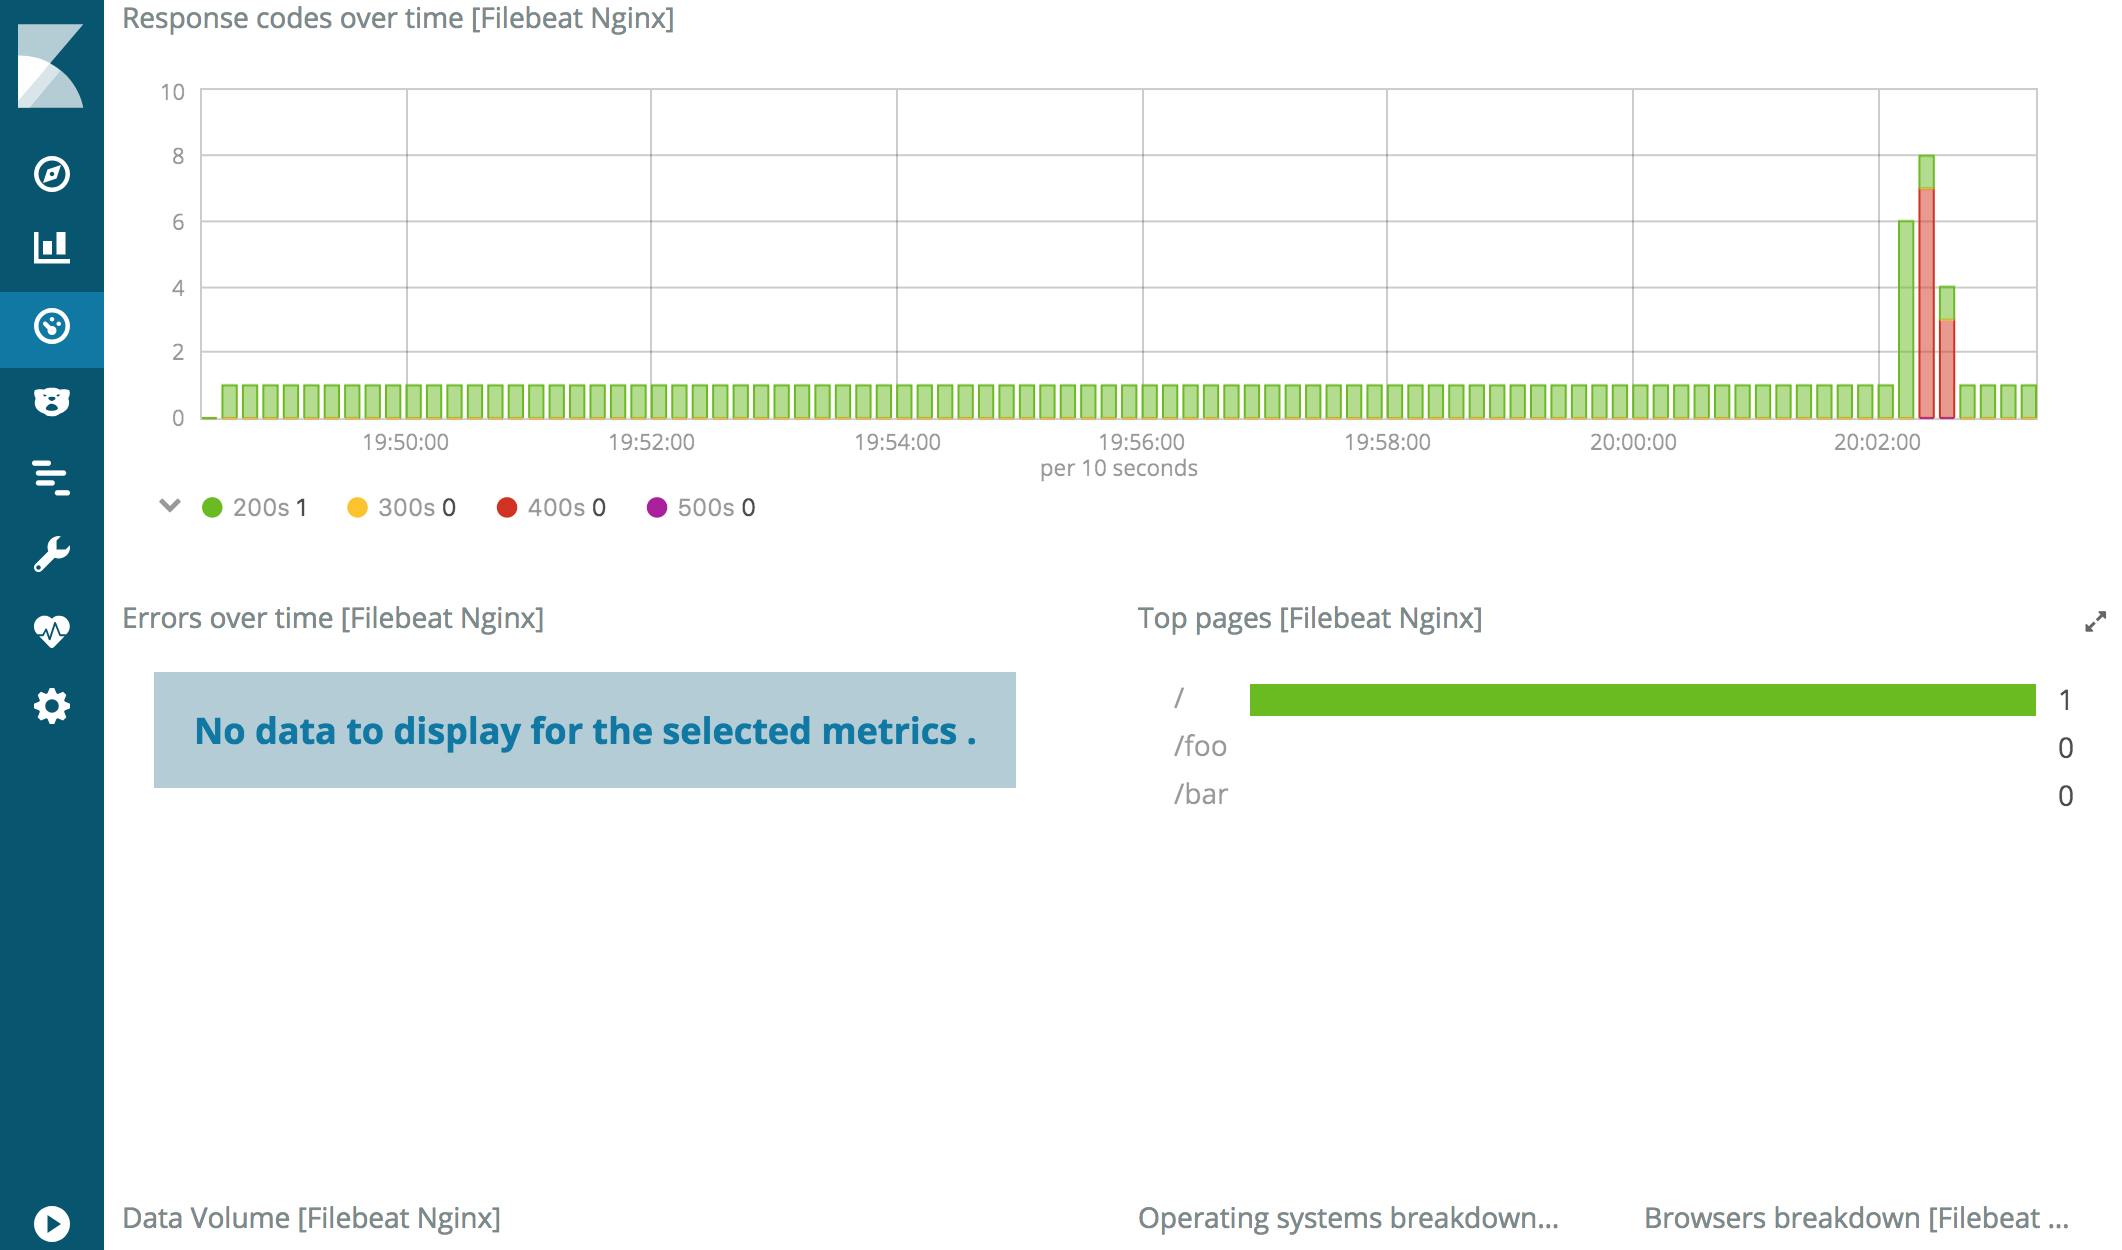 Response codes over time [Filebeat Nginx]
10
8
6
4
2
0
19:50:00 19:52:00 19:54:00 19:56:00 19:58:00 20:00:00 20:02:00
per 10 seconds
200s 1 300s 0 400s 0 500s 0
Errors over time [Filebeat Nginx]
No data to display for the selected metrics .
Top pages [Filebeat Nginx]
/ 1
/foo 0
/bar 0
Data Volume [Filebeat Nginx]
Operating systems breakdown...
Browsers breakdown [Filebeat ...